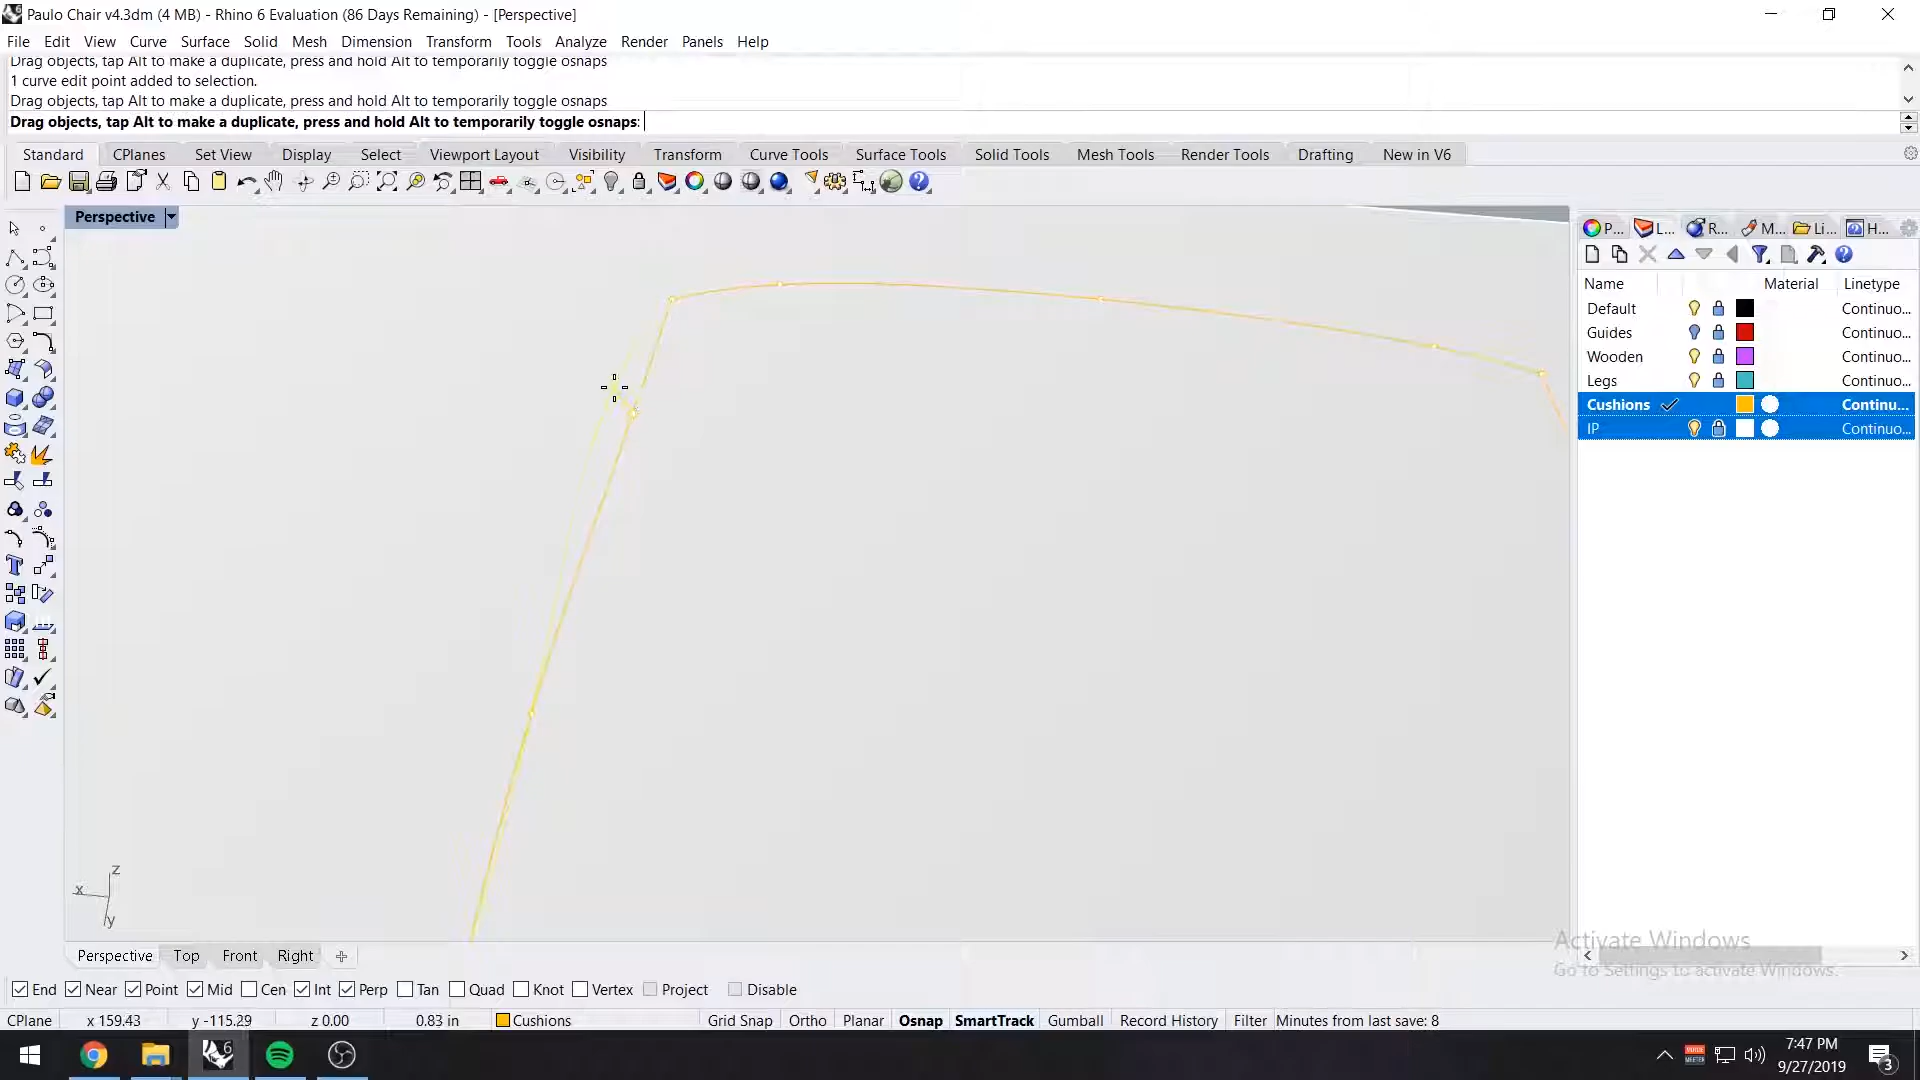 Paulo Chair v4.3dm (4 MB) - Rhino 6 Evaluation (86 Days Remaining) - [Perspective]
File Edit View Curve Surface Solid Mesh Dimension Transform Tools Analyze Render Panels Help
Drag objects, tap Alt to make a duplicate, press and hold Alt to temporarily toggle osnaps
1 curve edit point added to selection.
Drag objects, tap Alt to make a duplicate, press and hold Alt to temporarily toggle osnaps
Drag objects, tap Alt to make a duplicate, press and hold Alt to temporarily toggle osnaps:
Standard CPlanes Set View Display Select Viewport Layout Visibility Transform Curve Tools Surface Tools Solid Tools Mesh Tools Render Tools Drafting New in V6
Perspective
P... L... R... M... Li... H...
Name Material Linetype
Default Continuo...
Guides Continuo...
Wooden Continuo...
Legs Continuo...
Cushions Continu...
IP Continuo...
z
x
y
Activate Windows
Go to Settings to activate Windows.
Perspective Top Front Right
End Near Point Mid Cen Int Perp Tan Quad Knot Vertex Project Disable
CPlane x 159.43 y -115.29 z 0.00 0.83 in Cushions Grid Snap Ortho Planar Osnap SmartTrack Gumball Record History Filter Minutes from last save: 8
6
7:47 PM
9/27/2019
3